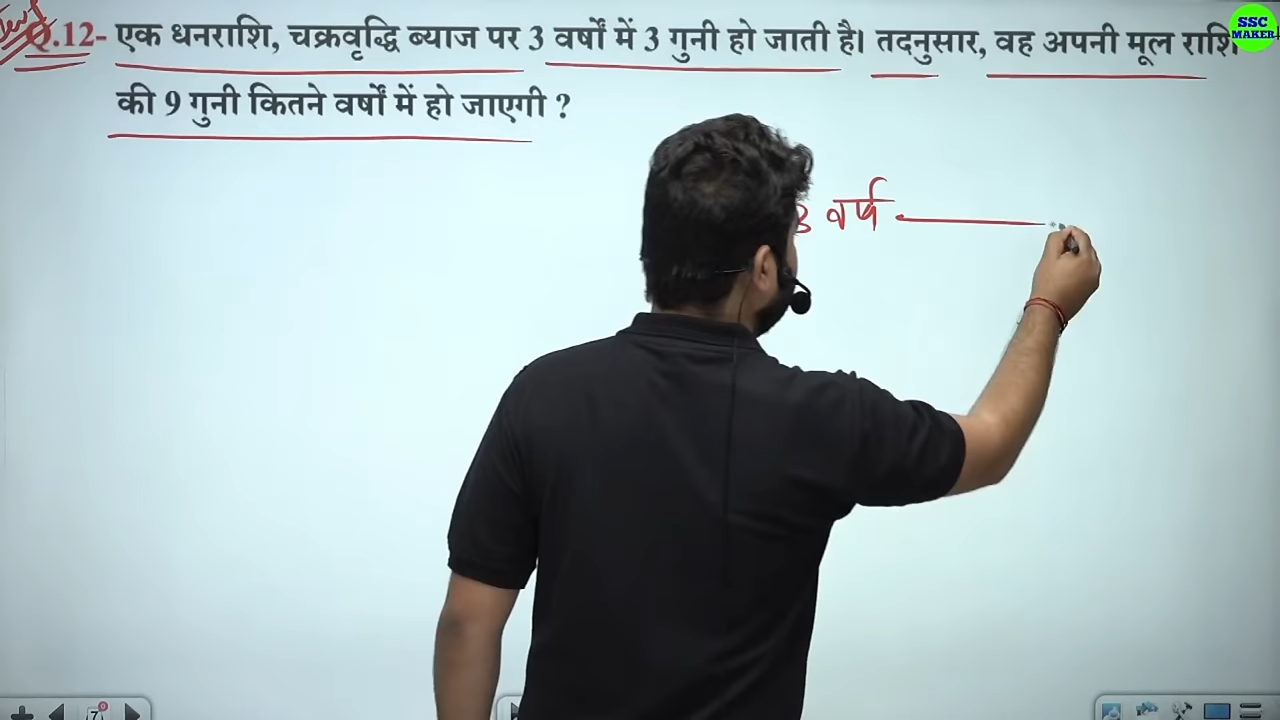 Q.12- एक धनराशि, चक्रवृद्धि ब्याज पर 3 वर्षों में 3 गुनी हो जाती है। तदनुसार, वह अपनी मूल राशि
की 9 गुनी कितने वर्षों में हो जाएगी ?
3 वर्ष
SSC
MAKER
7